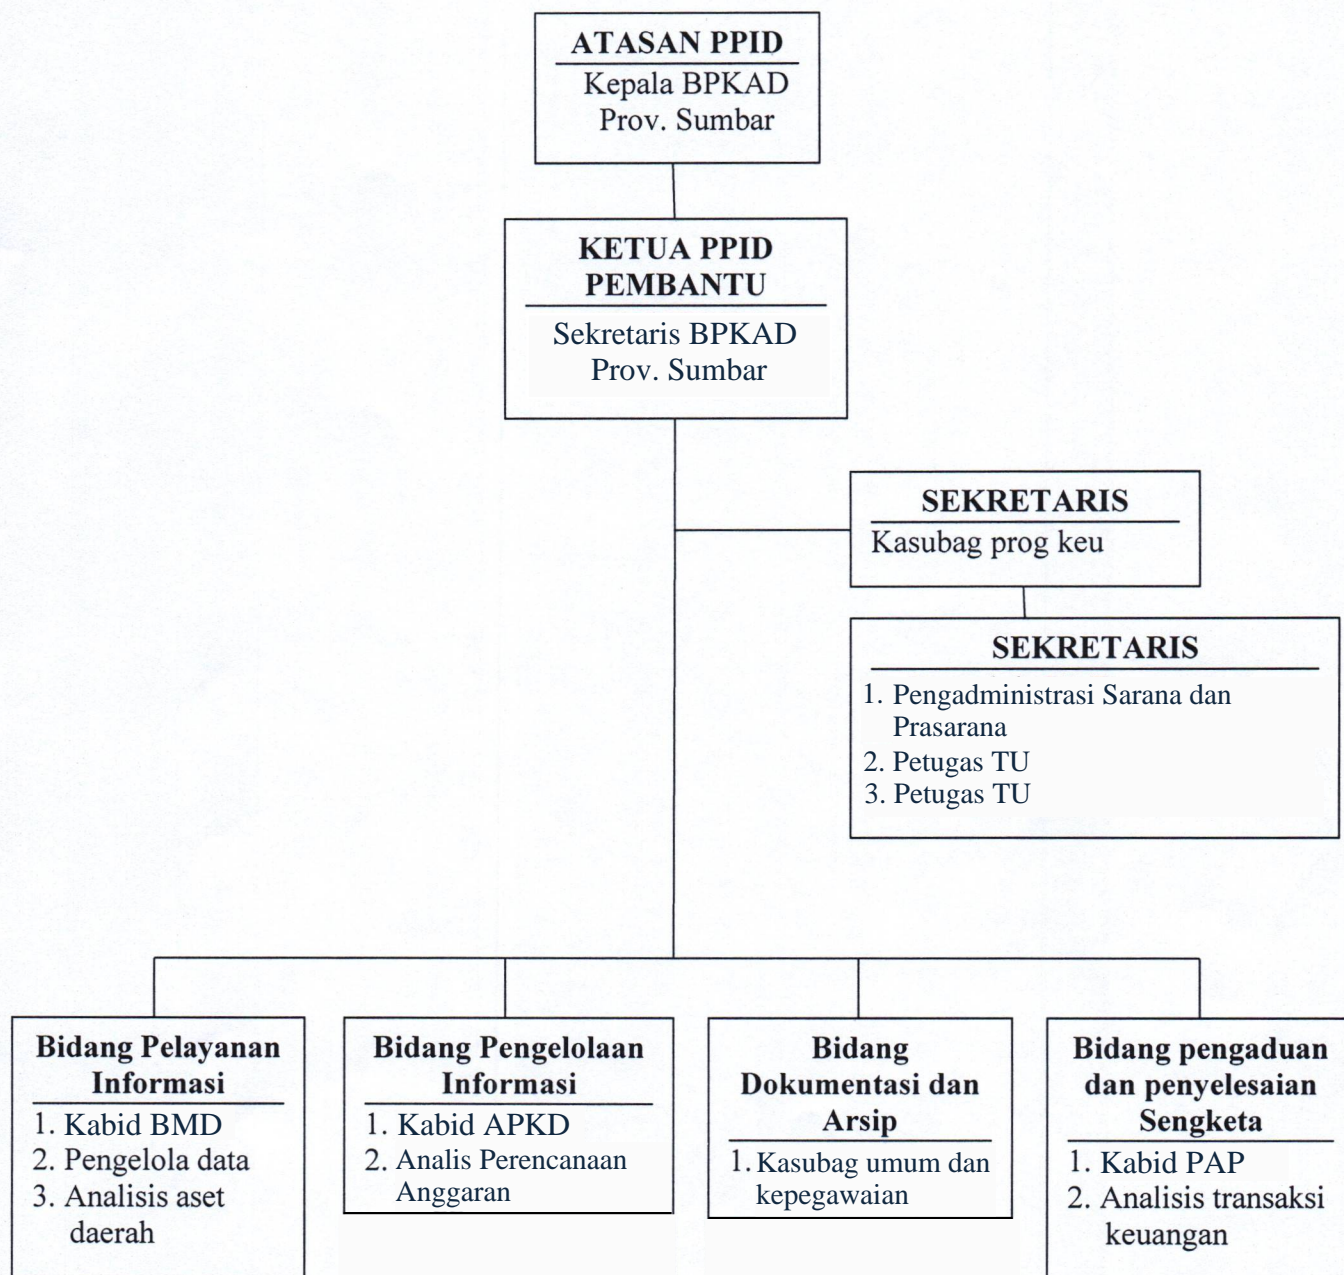 ATASAN PPID
Kepala BPKAD
Prov. Sumbar
KETUA PPID
PEMBANTU
Sekretaris BPKAD
Prov. Sumbar
SEKRETARIS
Kasubag prog keu
SEKRETARIS
1. Pengadministrasi Sarana dan
Prasarana
2. Petugas TU
3. Petugas TU
Bidang Pelayanan
Informasi
1. Kabid BMD
2. Pengelola data
3. Analisis aset
daerah
Bidang Pengelolaan
Informasi
1. Kabid APKD
2. Analis Perencanaan
Anggaran
Bidang
Dokumentasi dan
Arsip
1. Kasubag umum dan
kepegawaian
Bidang pengaduan
dan penyelesaian
Sengketa
1. Kabid PAP
2. Analisis transaksi
keuangan